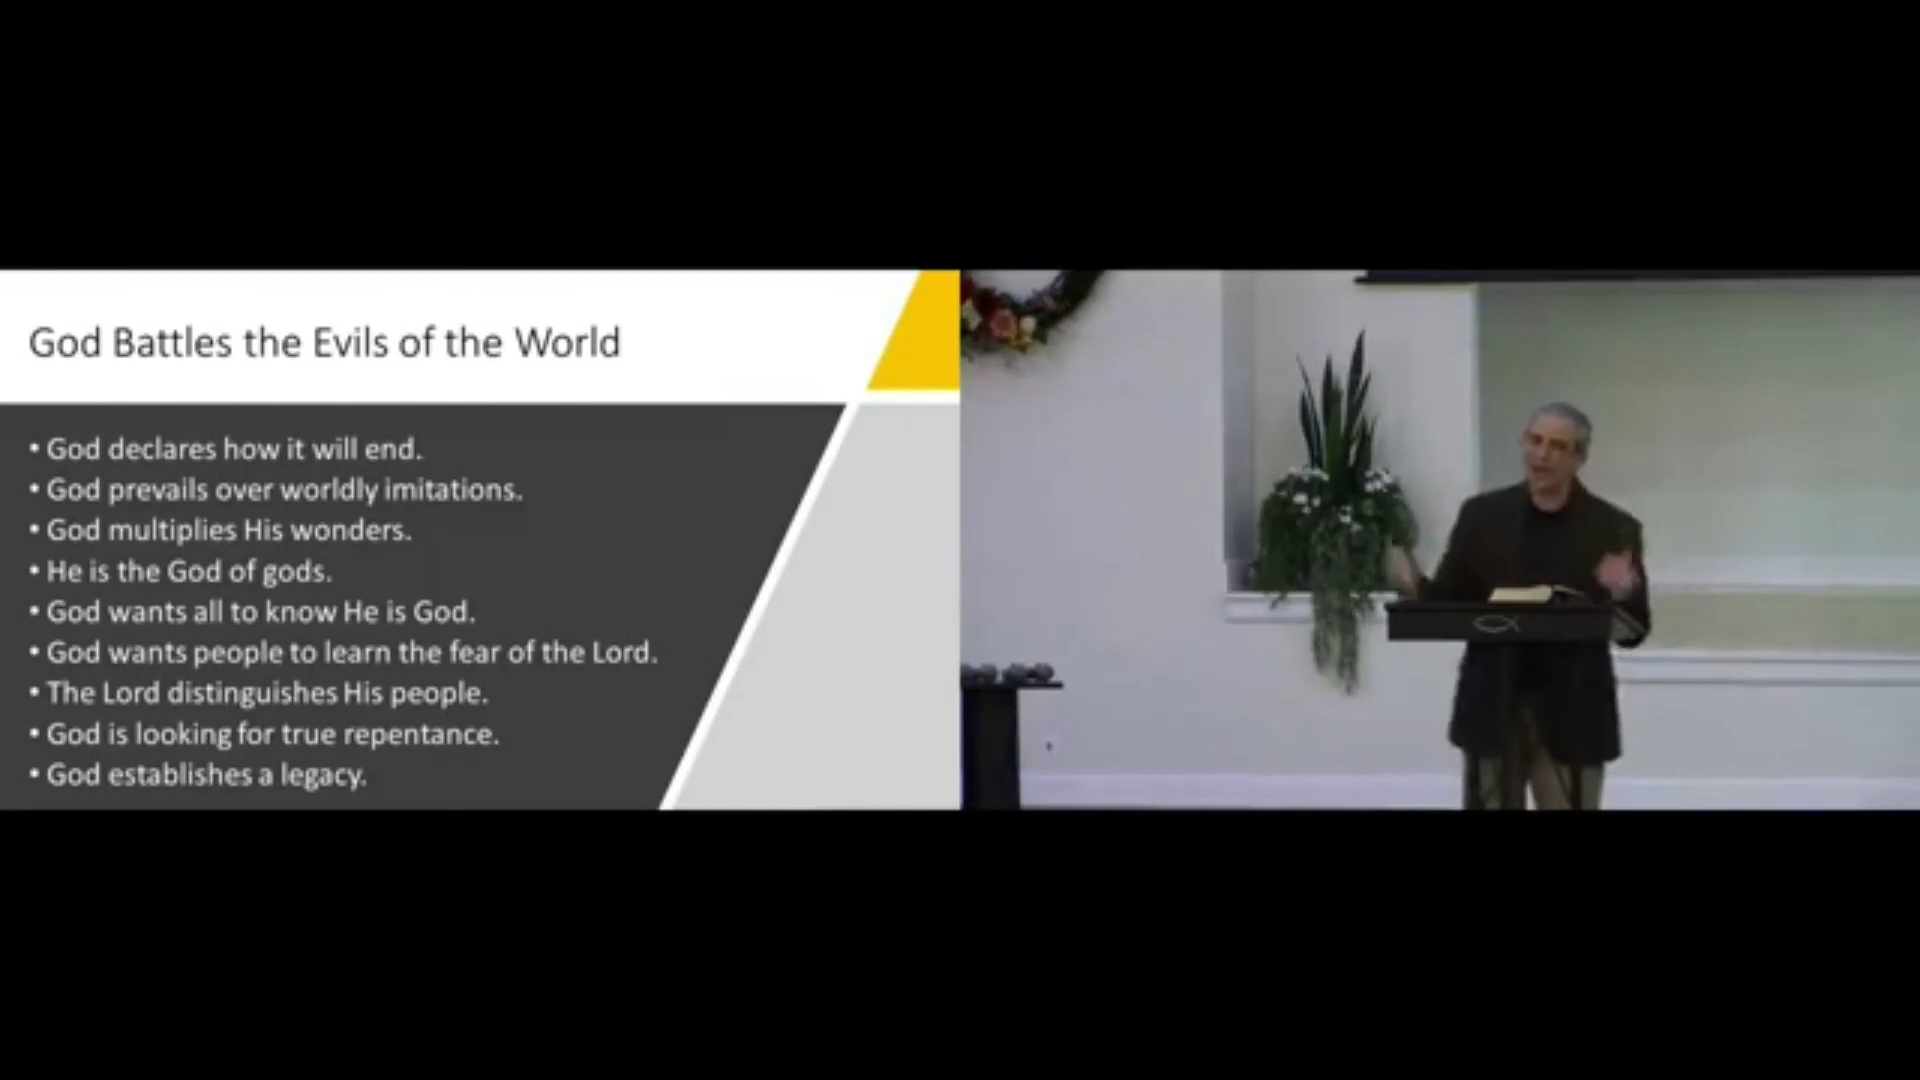 God Battles the Evils of the World
• God declares how it will end.
• God prevails over worldly imitations.
• God multiplies His wonders.
• He is the God of gods.
• God wants all to know He is God.
• God wants people to learn the fear of the Lord.
• The Lord distinguishes His people.
• God is looking for true repentance.
• God establishes a legacy.